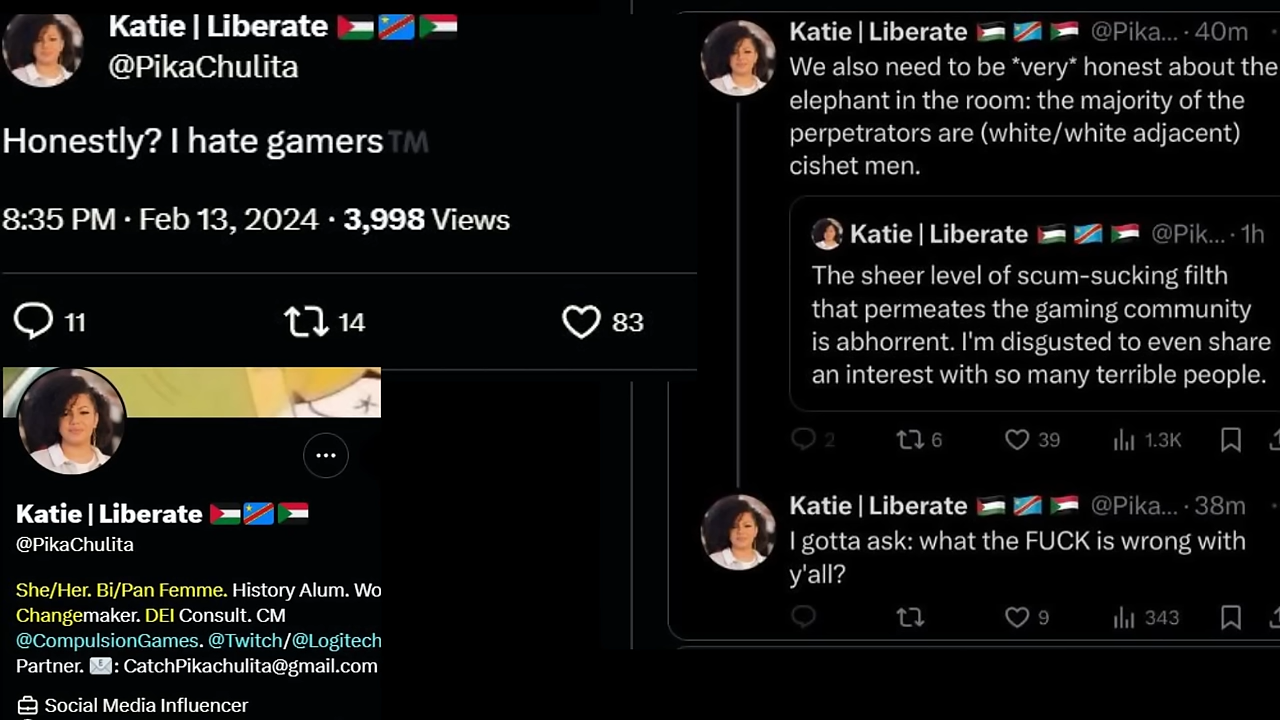 Katie | Liberate 🇵🇸🇨🇩🇸🇩
@PikaChulita
Honestly? I hate gamers™️
8:35 PM · Feb 13, 2024 · 3,998 Views
11 14 83
Katie | Liberate 🇵🇸🇨🇩🇸🇩
@PikaChulita
She/Her. Bi/Pan Femme. History Alum. Wo
Changemaker. DEI Consult. CM
@CompulsionGames. @Twitch/@Logitech
Partner. 📧: CatchPikachulita@gmail.com
Social Media Influencer
Katie | Liberate 🇵🇸🇨🇩🇸🇩 @Pika... · 40m
We also need to be *very* honest about the
elephant in the room: the majority of the
perpetrators are (white/white adjacent)
cishet men.
Katie | Liberate 🇵🇸🇨🇩🇸🇩 @Pik... · 1h
The sheer level of scum-sucking filth
that permeates the gaming community
is abhorrent. I'm disgusted to even share
an interest with so many terrible people.
2 6 39 1.3K
Katie | Liberate 🇵🇸🇨🇩🇸🇩 @Pika... · 38m
I gotta ask: what the FUCK is wrong with
y'all?
9 343